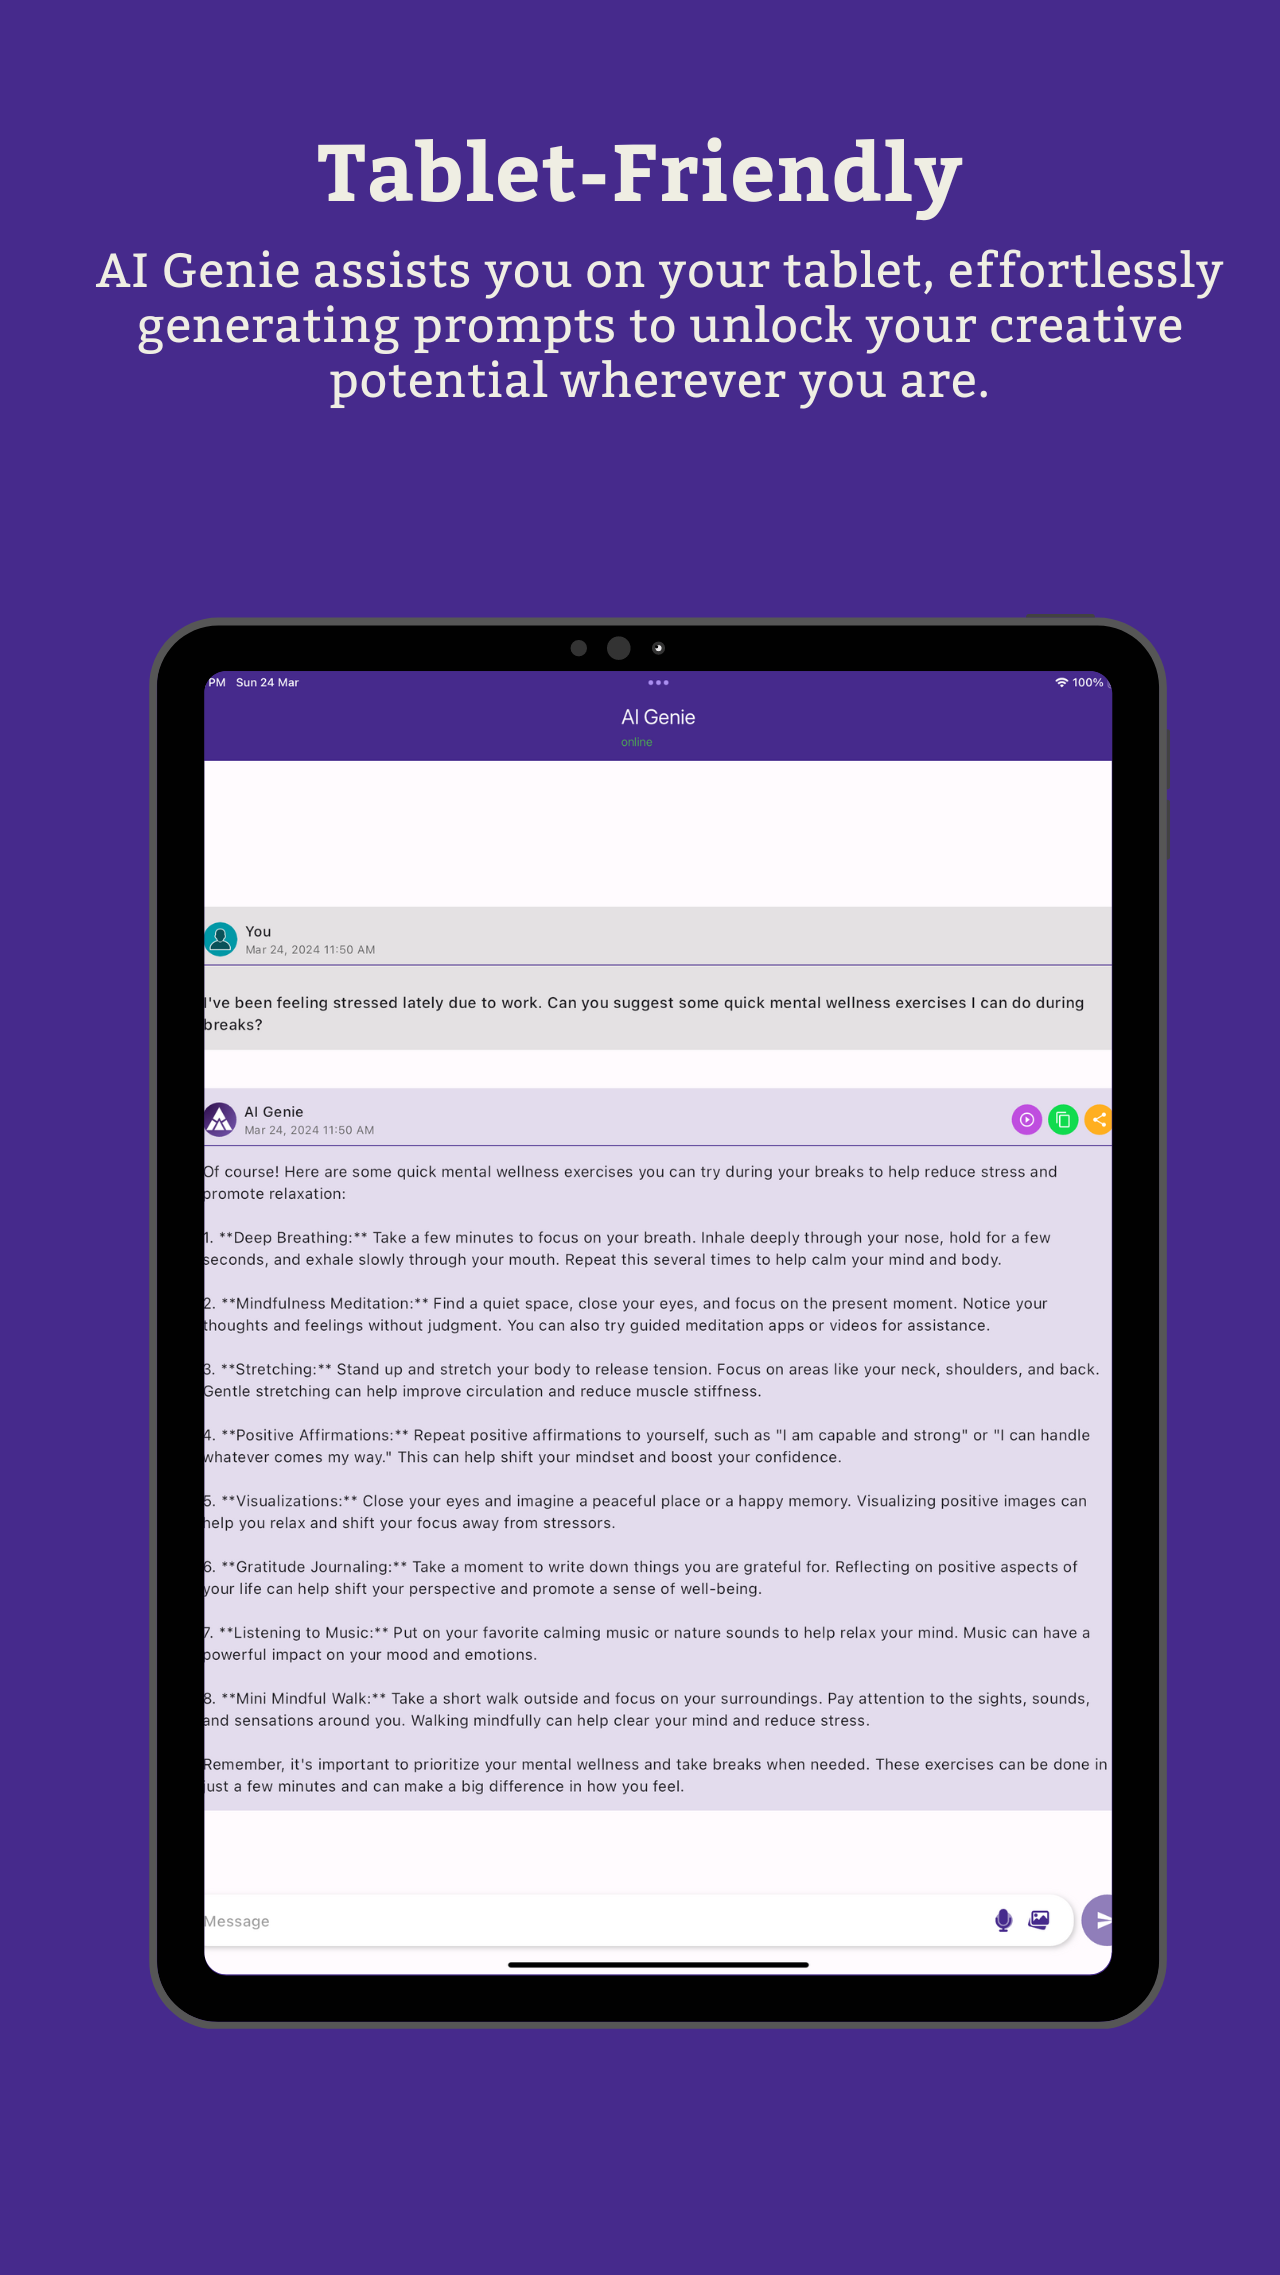 Tablet-Friendly
AI Genie assists you on your tablet, effortlessly
generating prompts to unlock your creative
potential wherever you are.
PM Sun 24 Mar
100%
AI Genie
online
You
Mar 24, 2024 11:50 AM
I've been feeling stressed lately due to work. Can you suggest some quick mental wellness exercises I can do during
breaks?
AI Genie
Mar 24, 2024 11:50 AM
Of course! Here are some quick mental wellness exercises you can try during your breaks to help reduce stress and
promote relaxation:
1. **Deep Breathing:** Take a few minutes to focus on your breath. Inhale deeply through your nose, hold for a few
seconds, and exhale slowly through your mouth. Repeat this several times to help calm your mind and body.
2. **Mindfulness Meditation:** Find a quiet space, close your eyes, and focus on the present moment. Notice your
thoughts and feelings without judgment. You can also try guided meditation apps or videos for assistance.
3. **Stretching:** Stand up and stretch your body to release tension. Focus on areas like your neck, shoulders, and back.
Gentle stretching can help improve circulation and reduce muscle stiffness.
4. **Positive Affirmations:** Repeat positive affirmations to yourself, such as "I am capable and strong" or "I can handle
whatever comes my way." This can help shift your mindset and boost your confidence.
5. **Visualizations:** Close your eyes and imagine a peaceful place or a happy memory. Visualizing positive images can
help you relax and shift your focus away from stressors.
6. **Gratitude Journaling:** Take a moment to write down things you are grateful for. Reflecting on positive aspects of
your life can help shift your perspective and promote a sense of well-being.
7. **Listening to Music:** Put on your favorite calming music or nature sounds to help relax your mind. Music can have a
powerful impact on your mood and emotions.
8. **Mini Mindful Walk:** Take a short walk outside and focus on your surroundings. Pay attention to the sights, sounds,
and sensations around you. Walking mindfully can help clear your mind and reduce stress.
Remember, it's important to prioritize your mental wellness and take breaks when needed. These exercises can be done in
just a few minutes and can make a big difference in how you feel.
Message